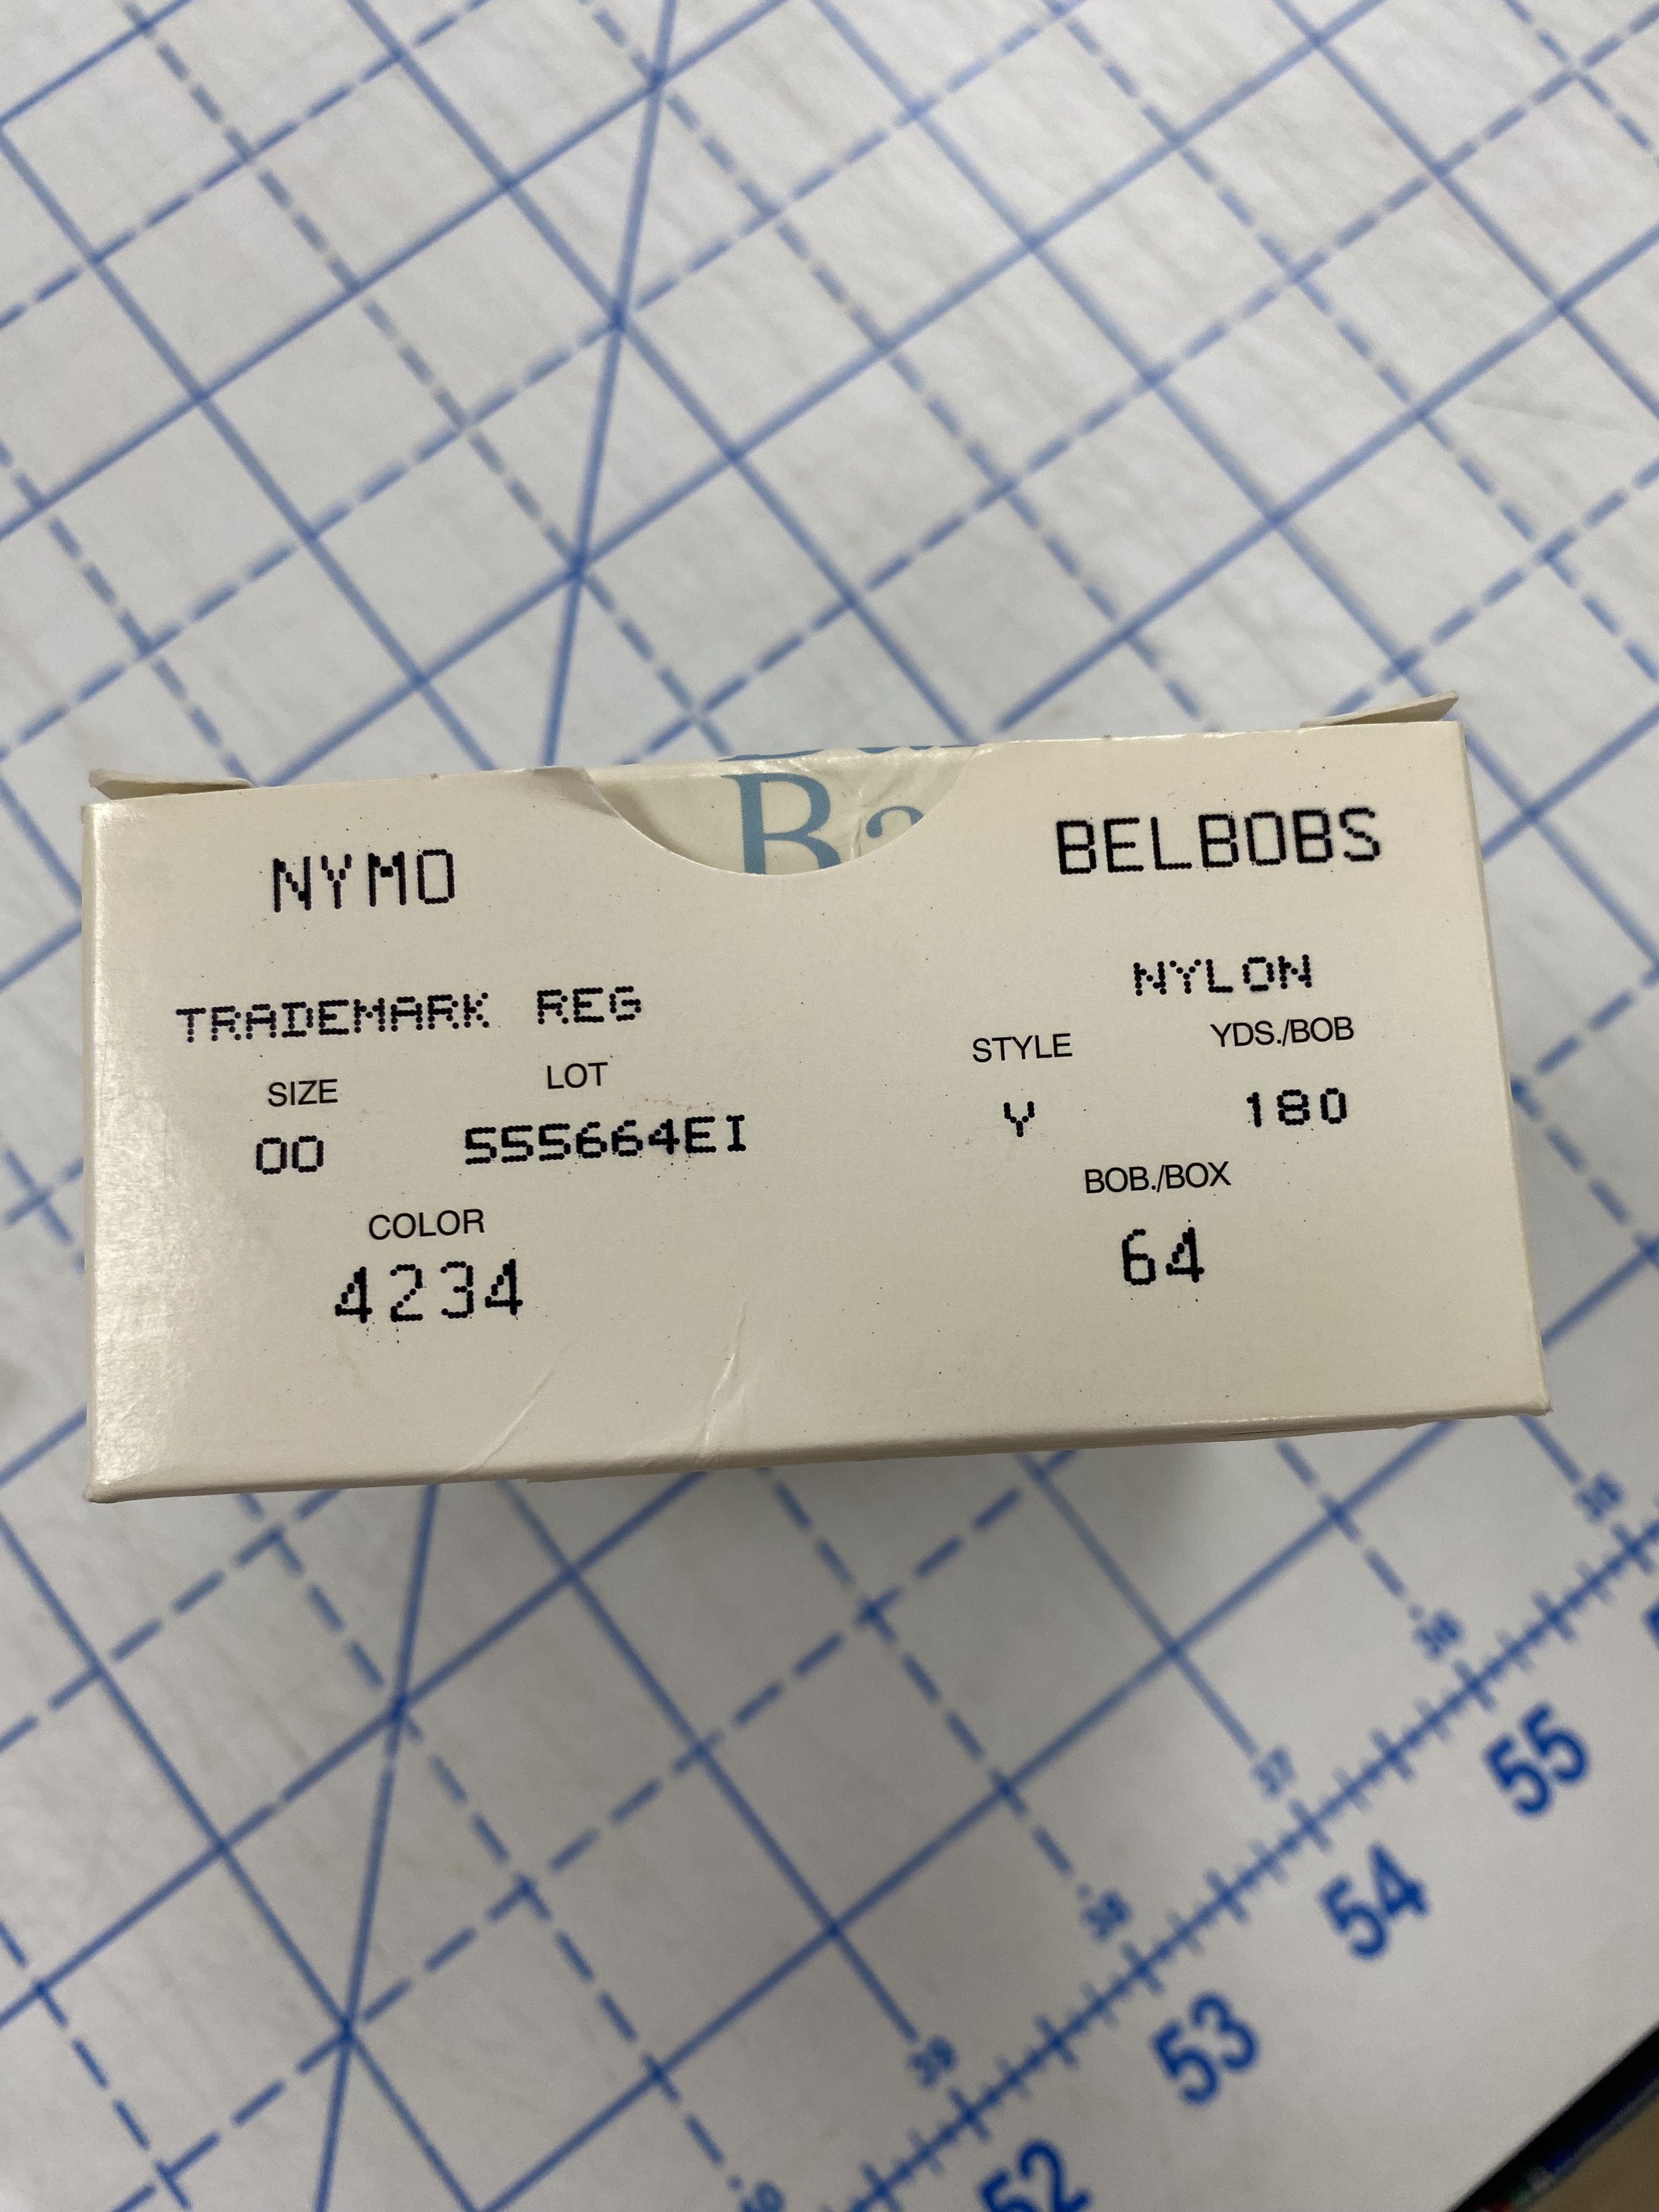 Ba
NYMO BELBOBS
TRADEMARK REG NYLON
SIZE LOT STYLE YDS./BOB
00 555664EI Y 180
COLOR BOB./BOX
4234 64
55
54
53
52